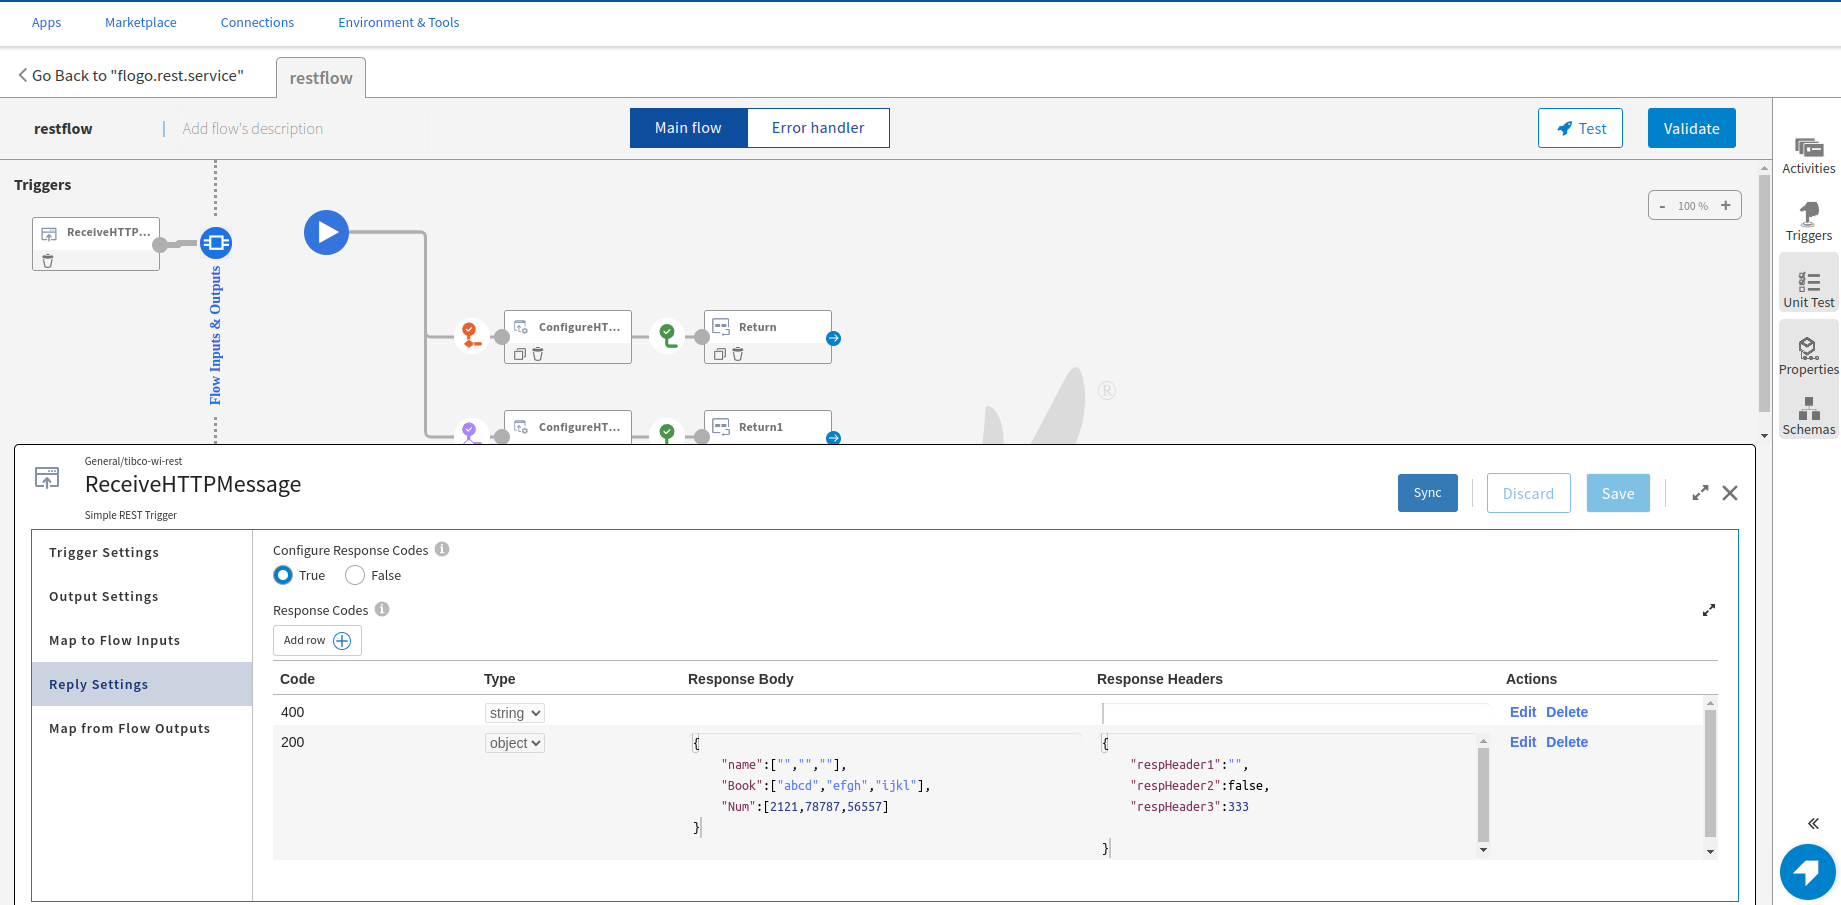 Apps Marketplace Connections Environment & Tools
Go Back to "flogo.rest.service" restflow
restflow | Add flow's description Main flow Error handler Test Validate
Triggers
ReceiveHTTP...
Flow Inputs & Outputs
- 100 % +
ConfigureHT... Return
ConfigureHT... Return1
®
Activities
Triggers
Unit Test
Properties
Schemas
General/tibco-wi-rest
ReceiveHTTPMessage
Simple REST Trigger
Sync Discard Save
Trigger Settings
Output Settings
Map to Flow Inputs
Reply Settings
Map from Flow Outputs
Configure Response Codes
True False
Response Codes
Add row
Code Type Response Body Response Headers Actions
400 string Edit Delete
200 object { { Edit Delete
"name":["","",""], "respHeader1":"",
"Book":["abcd","efgh","ijkl"], "respHeader2":false,
"Num":[2121,78787,56557] "respHeader3":333
}
}